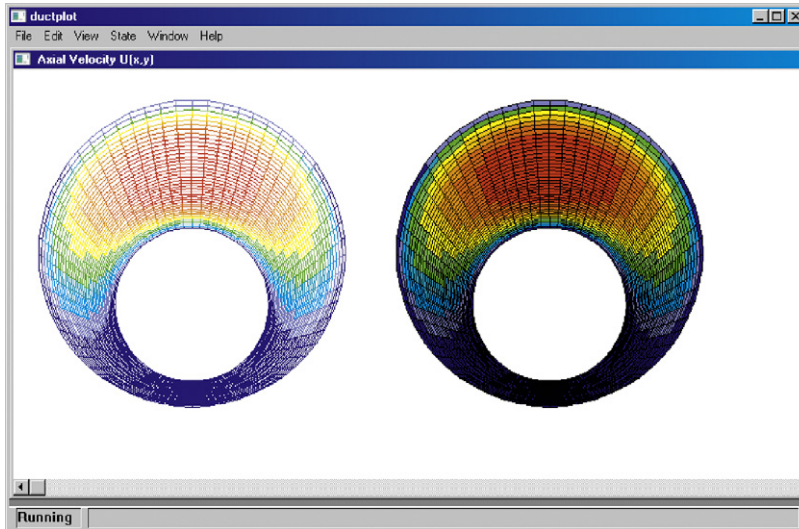 ductplot
File Edit View State Window Help
Axial Velocity U(x,y)
Running